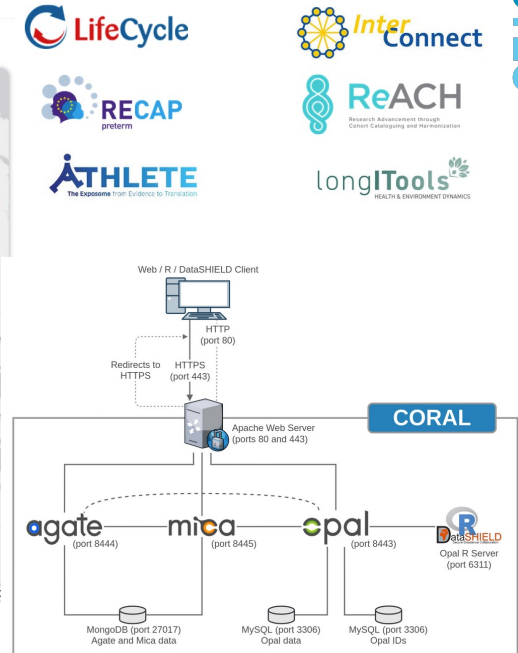 LifeCycle
InterConnect
RECAP
preterm
ReACH
Research Advancement through
Cohort Cataloguing and Harmonization
ATHLETE
The Exposome from Evidence to Translation
longITools
HEALTH & ENVIRONMENT DYNAMICS
Web / R / DataSHIELD Client
HTTP
(port 80)
Redirects to
HTTPS
HTTPS
(port 443)
CORAL
Apache Web Server
(ports 80 and 443)
agate
(port 8444)
mica
(port 8445)
opal
(port 8443)
R
DataSHIELD
Opal R Server
(port 6311)
MongoDB (port 27017)
Agate and Mica data
MySQL (port 3306)
Opal data
MySQL (port 3306)
Opal IDs